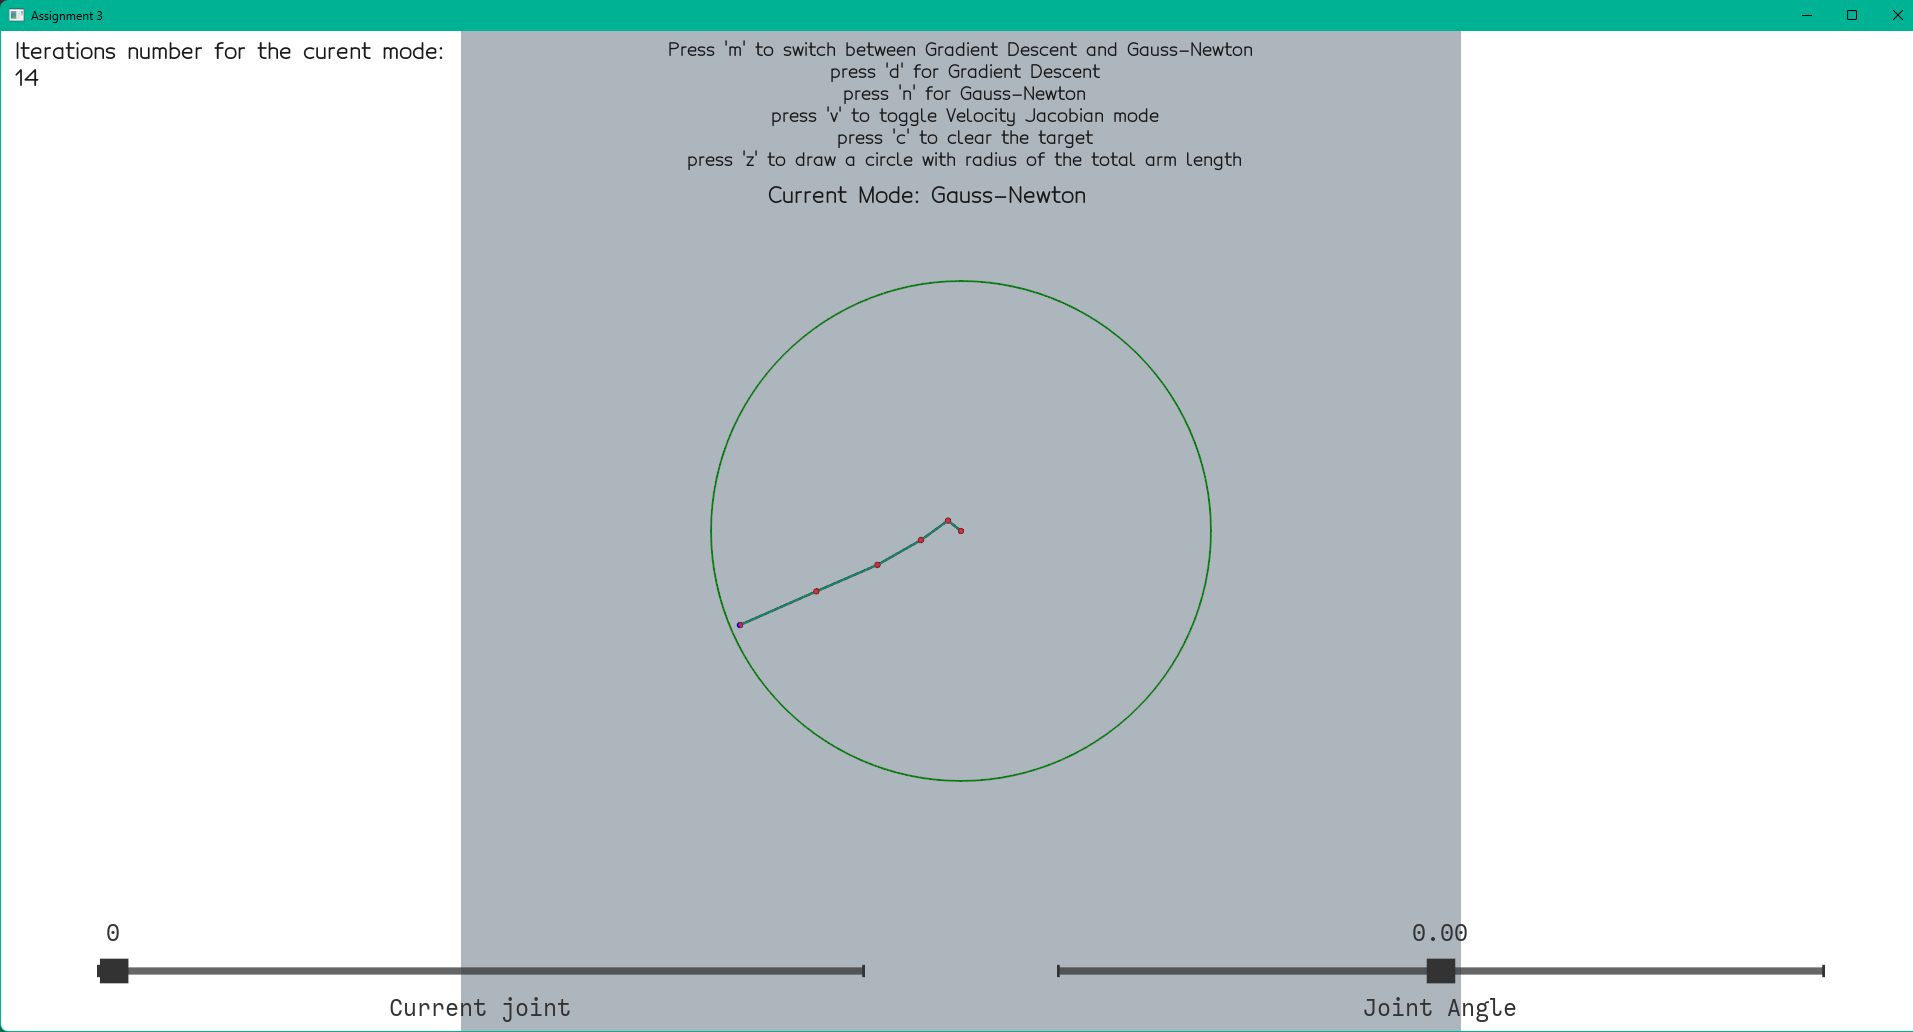 Assignment 3
Iterations number for the curent mode:
14
Press 'm' to switch between Gradient Descent and Gauss-Newton
press 'd' for Gradient Descent
press 'n' for Gauss-Newton
press 'v' to toggle Velocity Jacobian mode
press 'c' to clear the target
press 'z' to draw a circle with radius of the total arm length
Current Mode: Gauss-Newton
0
Current joint
0.00
Joint Angle